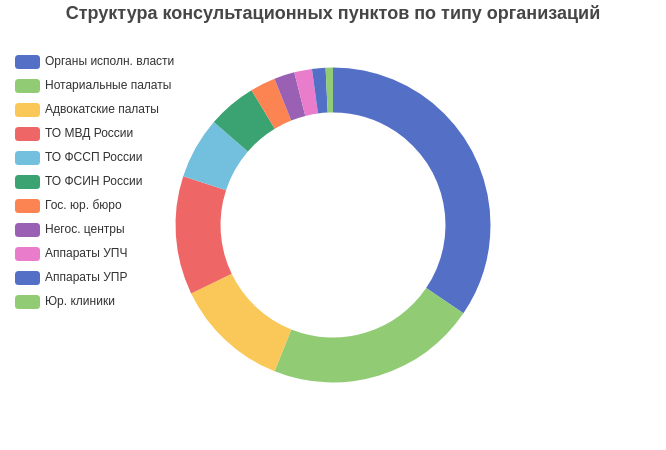 Структура консультационных пунктов по типу организаций
Органы исполн. власти
Нотариальные палаты
Адвокатские палаты
ТО МВД России
ТО ФССП России
ТО ФСИН России
Гос. юр. бюро
Негос. центры
Аппараты УПЧ
Аппараты УПР
Юр. клиники